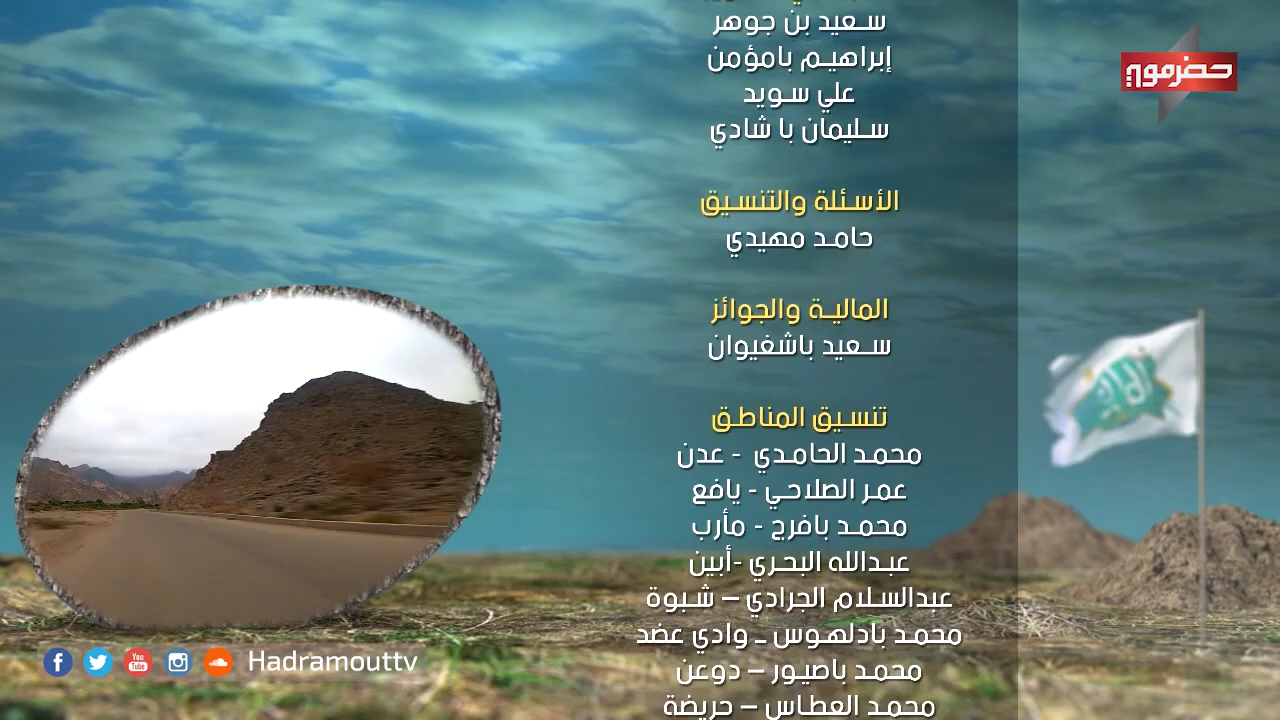 سعيد بن جوهر
إبراهيم بامؤمن
علي سويد
سليمان با شادي
الأسئلة والتنسيق
حامد مهيدي
المالية والجوائز
سعيد باشغيوان
تنسيق المناطق
محمد الحامدي - عدن
عمر الصلاحي - يافع
محمد بافرج - مأرب
عبدالله البحري -أبين
عبدالسلام الجرادي – شبوة
محمد بادلهوس – وادي عضد
محمد باصيور – دوعن
محمد العطاس – حريضة
حضرموت
You Tube
Hadramouttv